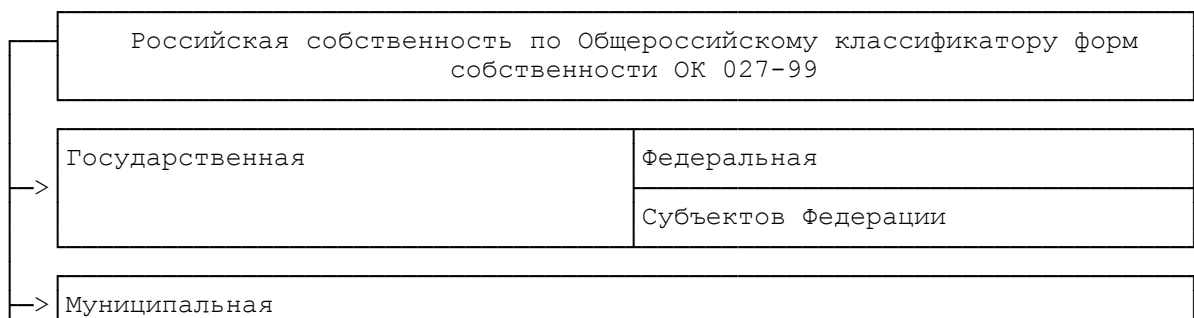 Российская собственность по Общероссийскому классификатору форм
собственности ОК 027-99
Государственная
Федеральная
Субъектов Федерации
Муниципальная